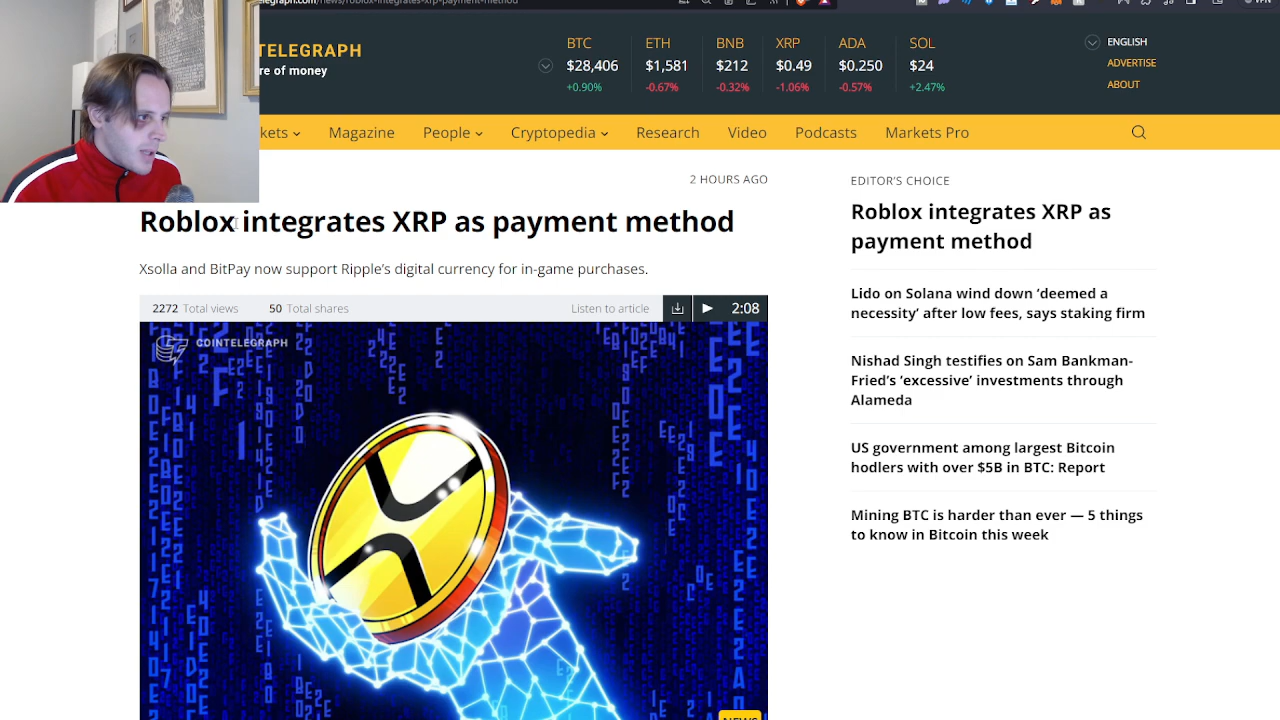 elegraph.com/news/roblox-integrates-xrp-payment-method
VPN
TELEGRAPH
re of money
BTC
$28,406
+0.90%
ETH
$1,581
-0.67%
BNB
$212
-0.32%
XRP
$0.49
-1.06%
ADA
$0.250
-0.57%
SOL
$24
+2.47%
ENGLISH
ADVERTISE
ABOUT
kets
Magazine
People
Cryptopedia
Research
Video
Podcasts
Markets Pro
2 HOURS AGO
Roblox integrates XRP as payment method
Xsolla and BitPay now support Ripple's digital currency for in-game purchases.
2272 Total views
50 Total shares
Listen to article
2:08
COINTELEGRAPH
NEWS
EDITOR'S CHOICE
Roblox integrates XRP as
payment method
Lido on Solana wind down ‘deemed a
necessity’ after low fees, says staking firm
Nishad Singh testifies on Sam Bankman-
Fried’s ‘excessive’ investments through
Alameda
US government among largest Bitcoin
hodlers with over $5B in BTC: Report
Mining BTC is harder than ever — 5 things
to know in Bitcoin this week